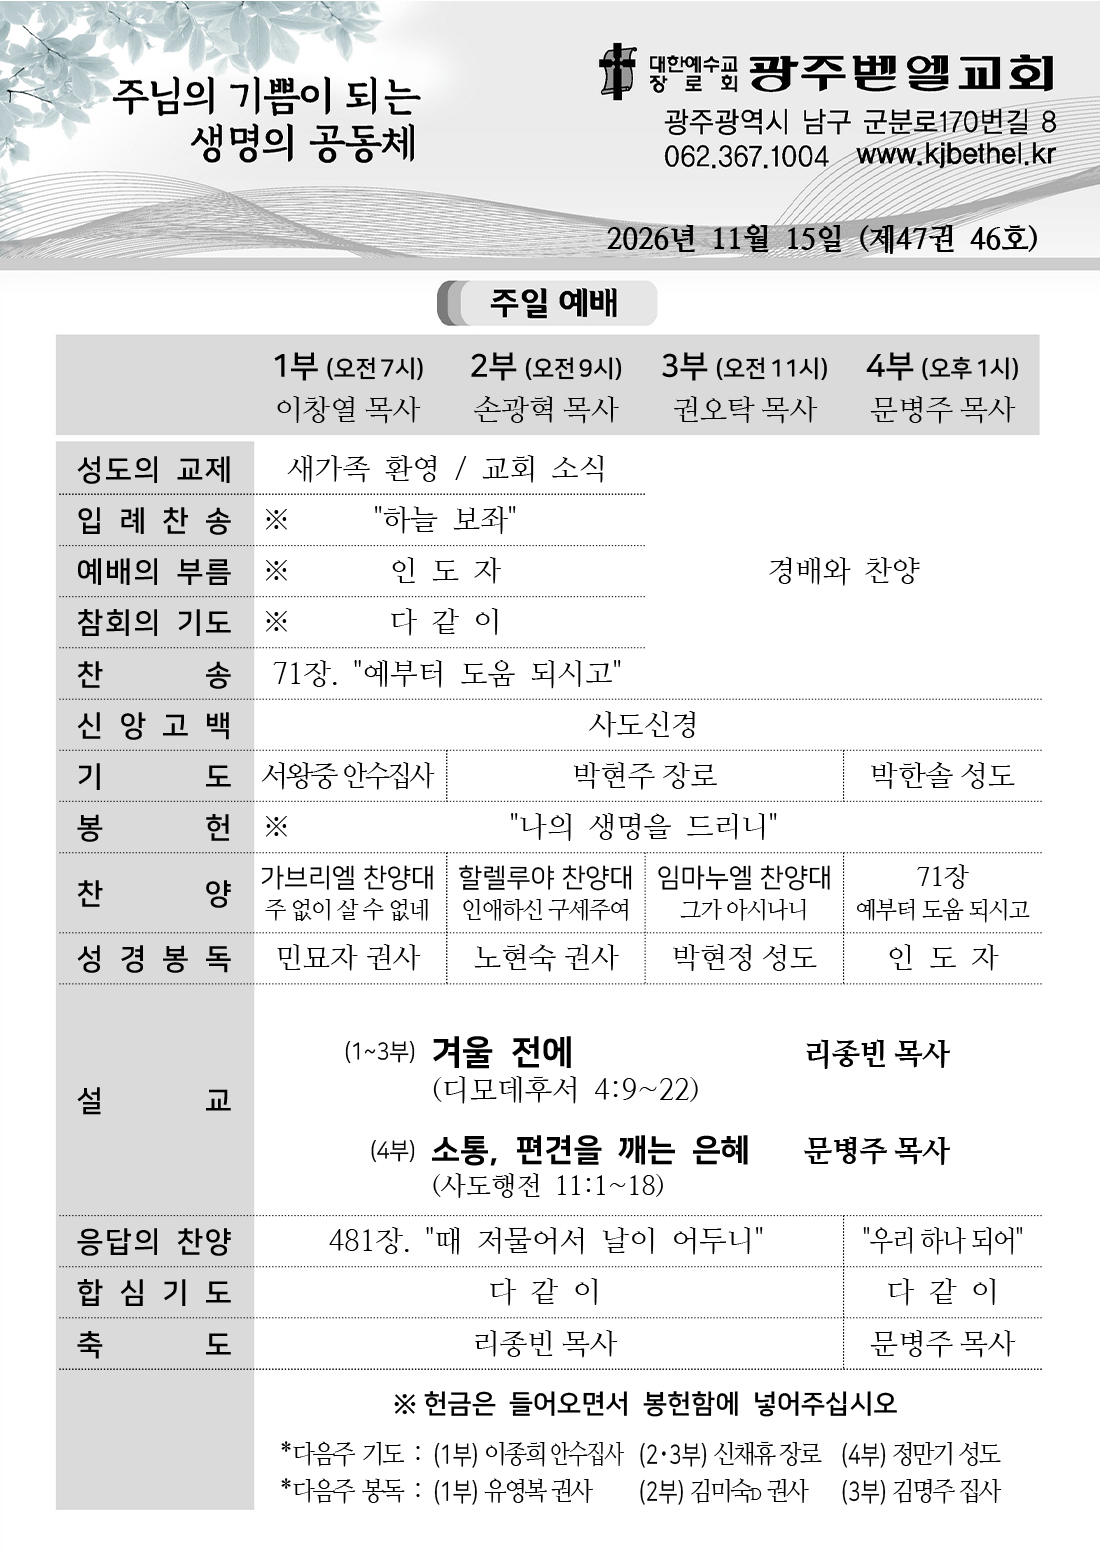 주님의 기쁨이 되는
생명의 공동체
대한예수교
장로회 광주벧엘교회
광주광역시 남구 군분로170번길 8
062.367.1004 www.kjbethel.kr
2026년 11월 15일 (제47권 46호)
주일 예배
1부 (오전 7시) 2부 (오전 9시) 3부 (오전 11시) 4부 (오후 1시)
이창열 목사 손광혁 목사 권오탁 목사 문병주 목사
성도의 교제 새가족 환영 / 교회 소식
입 례 찬 송 ※ "하늘 보좌"
예배의 부름 ※ 인 도 자
경배와 찬양
참회의 기도 ※ 다 같 이
찬 송 71장. "예부터 도움 되시고"
신 앙 고 백 사도신경
기 도 서왕중 안수집사 박현주 장로 박한솔 성도
봉 헌 ※ "나의 생명을 드리니"
찬 양 가브리엘 찬양대 할렐루야 찬양대 임마누엘 찬양대 71장
주 없이 살 수 없네 인애하신 구세주여 그가 아시나니 예부터 도움 되시고
성 경 봉 독 민묘자 권사 노현숙 권사 박현정 성도 인 도 자
설 교
(1~3부) 겨울 전에 리종빈 목사
(디모데후서 4:9~22)
(4부) 소통, 편견을 깨는 은혜 문병주 목사
(사도행전 11:1~18)
응답의 찬양 481장. "때 저물어서 날이 어두니" "우리 하나 되어"
합 심 기 도 다 같 이 다 같 이
축 도 리종빈 목사 문병주 목사
※ 헌금은 들어오면서 봉헌함에 넣어주십시오
*다음주 기도 : (1부) 이종희 안수집사 (2·3부) 신채휴 장로 (4부) 정만기 성도
*다음주 봉독 : (1부) 유영복 권사 (2부) 김미숙D 권사 (3부) 김명주 집사